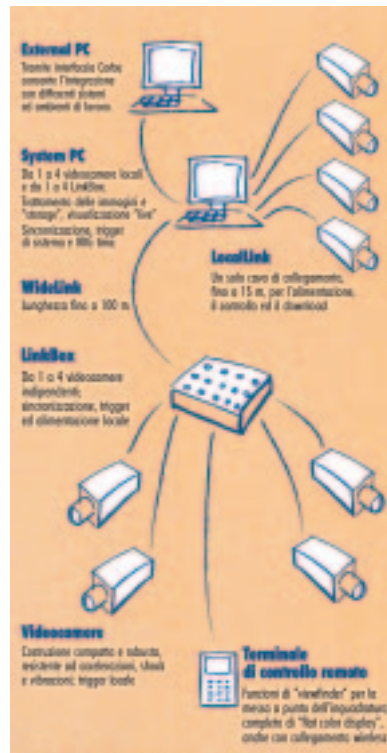 External PC
Tramite interfaccia Corba
consente l'integrazione
con differenti sistemi
ed ambienti di lavoro.
System PC
Da 1 a 4 videocamere locali
e da 1 a 4 LinkBox.
Trattamento delle immagini e
"storage", visualizzazione "live"
Sincronizzazione, trigger
di sistema e IRIG time
LocalLink
Un solo cavo di collegamento,
fino a 15 m, per l'alimentazione,
il controllo ed il download
WideLink
Lunghezza fino a 100 m
LinkBox
Da 1 a 4 videocamere
indipendenti;
sincronizzazione, trigger
ed alimentazione locale
Videocamere
Costruzione compatta e robusta,
resistente ad accelerazioni, shock
e vibrazioni; trigger locale
Terminale
di controllo remoto
Funzioni di "viewfinder" per la
messa a punto dell'inquadratura;
completo di "flat color display",
anche con collegamento wireless